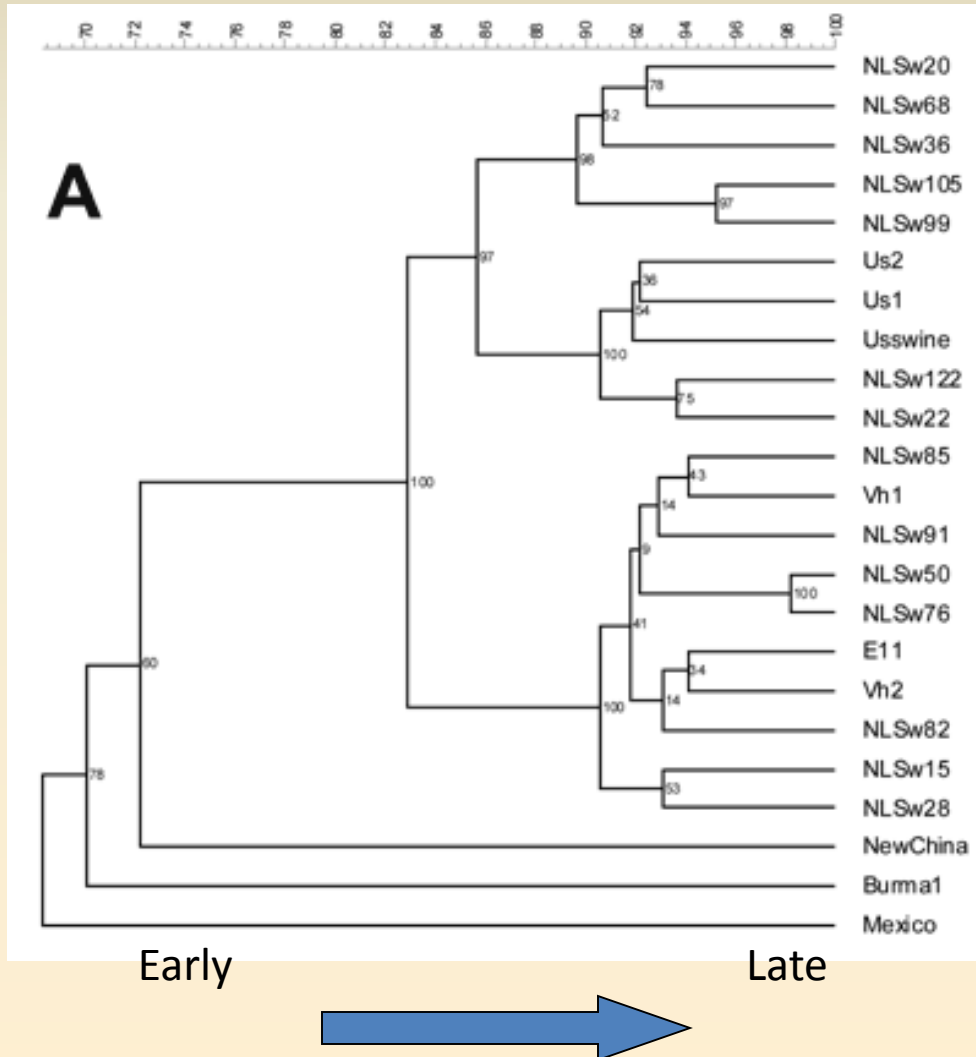 70 72 74 76 78 80 82 84 86 88 90 92 94 96 98 100
A
NLSw20
78
NLSw68
52
NLSw36
98
NLSw105
97
NLSw99
97
Us2
36
Us1
54
Usswine
100
NLSw122
75
NLSw22
NLSw85
43
Vh1
100
14
NLSw91
9
NLSw50
100
NLSw76
41
E11
34
Vh2
60
14
100
NLSw82
NLSw15
78
53
NLSw28
NewChina
Burma1
Mexico
Early Late